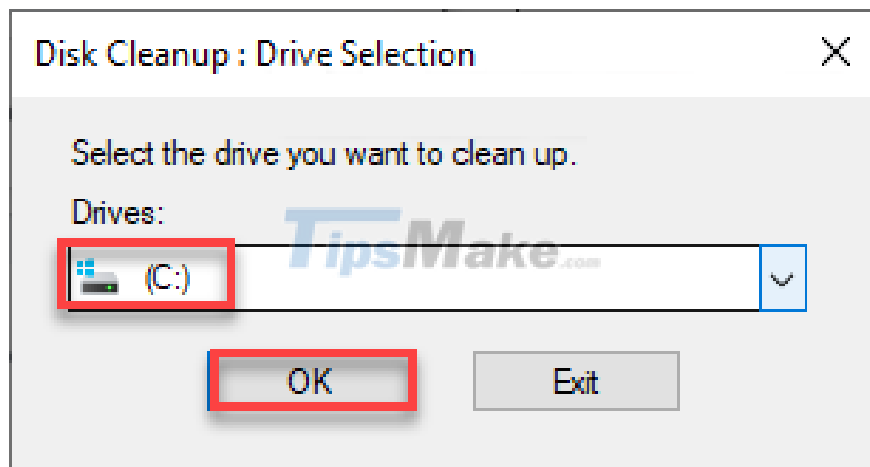 Disk Cleanup : Drive Selection
Select the drive you want to clean up.
Drives:
TipsMake.com
(C:)
OK Exit